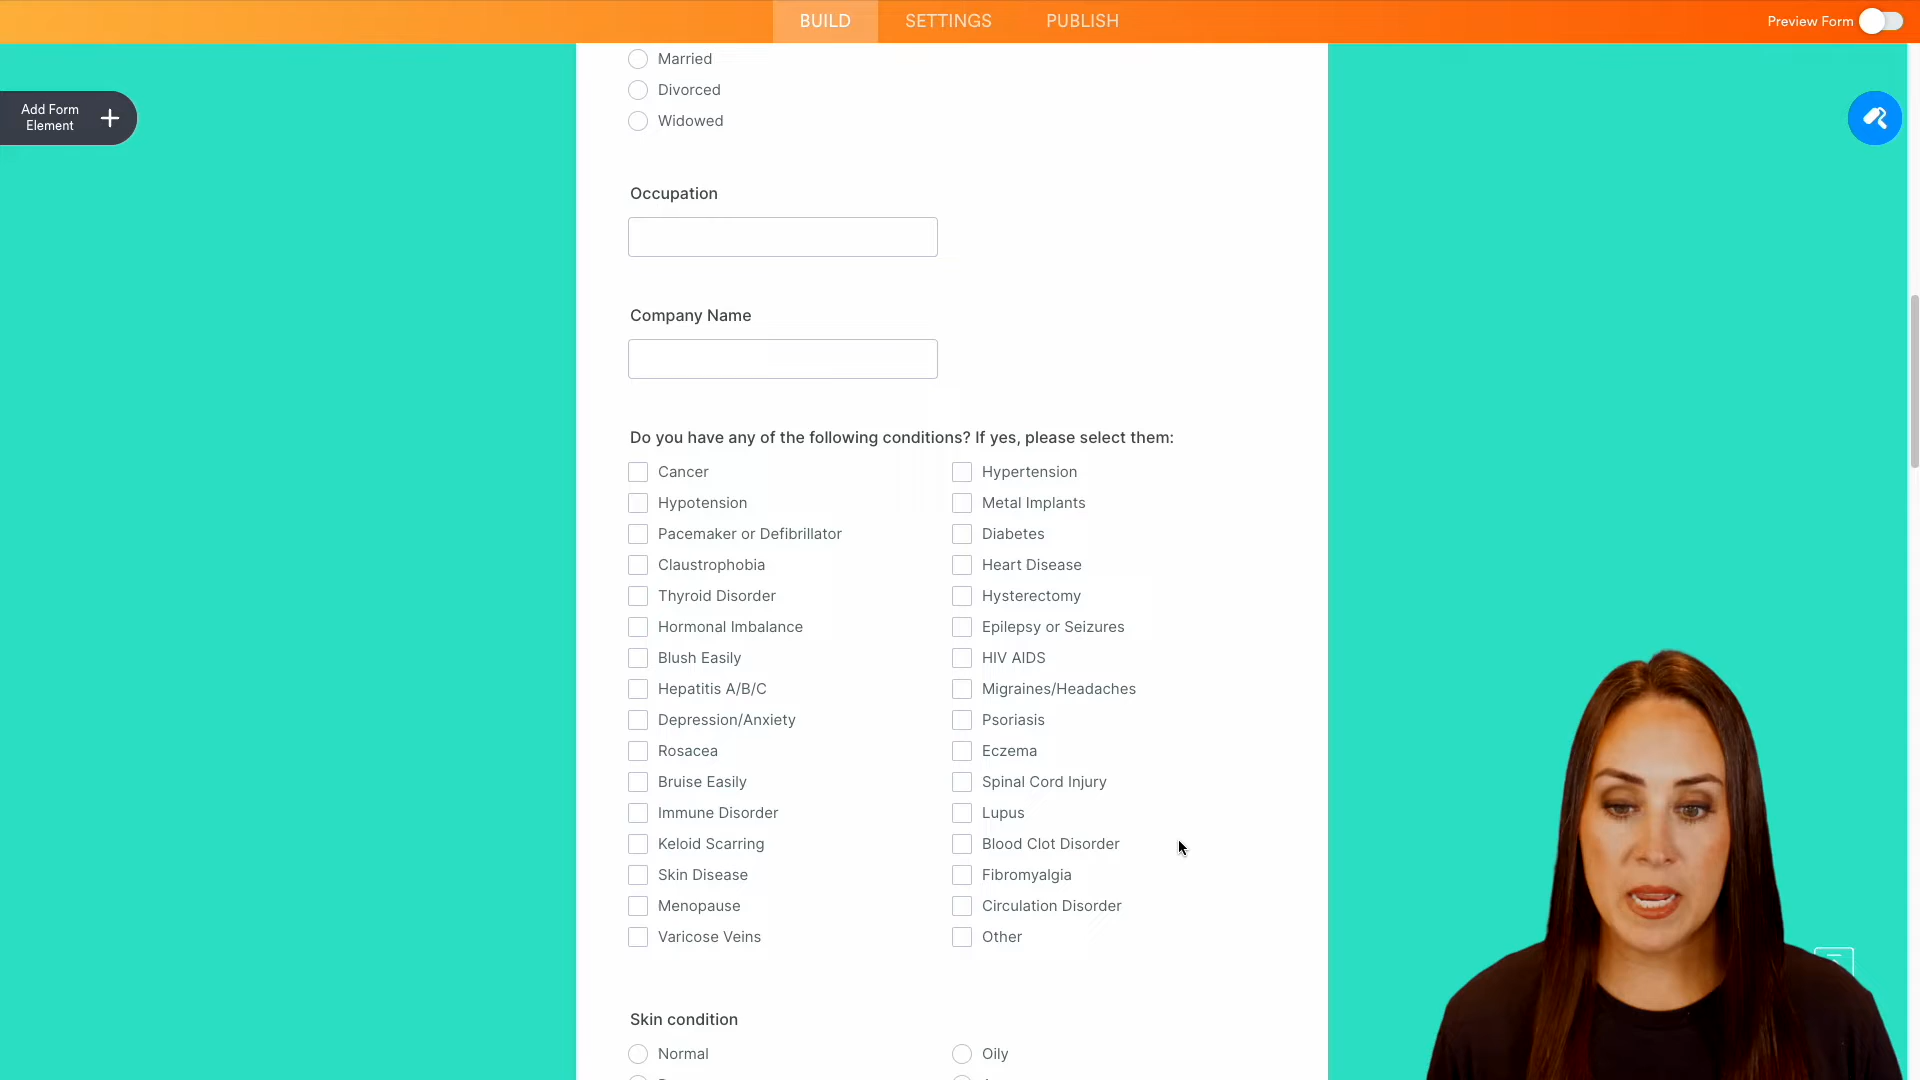 BUILD SETTINGS PUBLISH Preview Form
Married
Divorced
Add Form
Element
Widowed
Occupation
Company Name
Do you have any of the following conditions? If yes, please select them:
Cancer Hypertension
Hypotension Metal Implants
Pacemaker or Defibrillator Diabetes
Claustrophobia Heart Disease
Thyroid Disorder Hysterectomy
Hormonal Imbalance Epilepsy or Seizures
Blush Easily HIV AIDS
Hepatitis A/B/C Migraines/Headaches
Depression/Anxiety Psoriasis
Rosacea Eczema
Bruise Easily Spinal Cord Injury
Immune Disorder Lupus
Keloid Scarring Blood Clot Disorder
Skin Disease Fibromyalgia
Menopause Circulation Disorder
Varicose Veins Other
Skin condition
Normal Oily